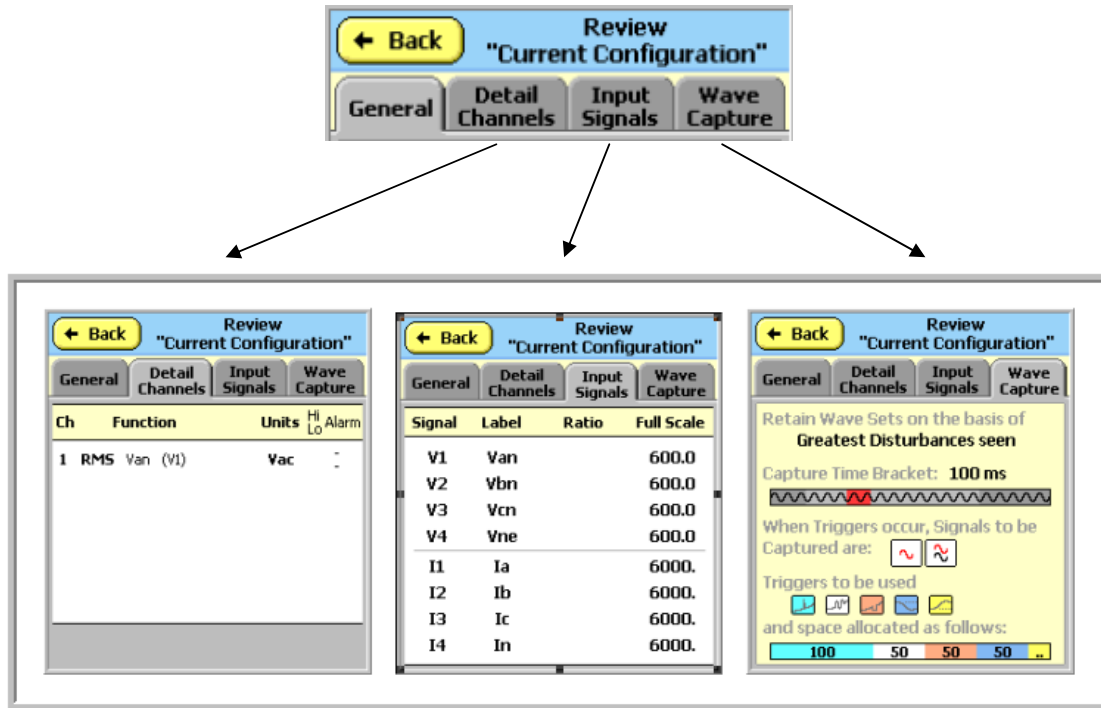 ← Back
Review
"Current Configuration"
General
Detail Channels
Input Signals
Wave Capture
← Back
Review
"Current Configuration"
General
Detail Channels
Input Signals
Wave Capture
Ch Function Units Hi Lo Alarm
1 RMS Van (V1) Vac - -
← Back
Review
"Current Configuration"
General
Detail Channels
Input Signals
Wave Capture
Signal Label Ratio Full Scale
V1 Van 600.0
V2 Vbn 600.0
V3 Vcn 600.0
V4 Vne 600.0
I1 Ia 6000.
I2 Ib 6000.
I3 Ic 6000.
I4 In 6000.
← Back
Review
"Current Configuration"
General
Detail Channels
Input Signals
Wave Capture
Retain Wave Sets on the basis of
Greatest Disturbances seen
Capture Time Bracket: 100 ms
When Triggers occur, Signals to be
Captured are:
Triggers to be used
and space allocated as follows:
100 50 50 50 ..